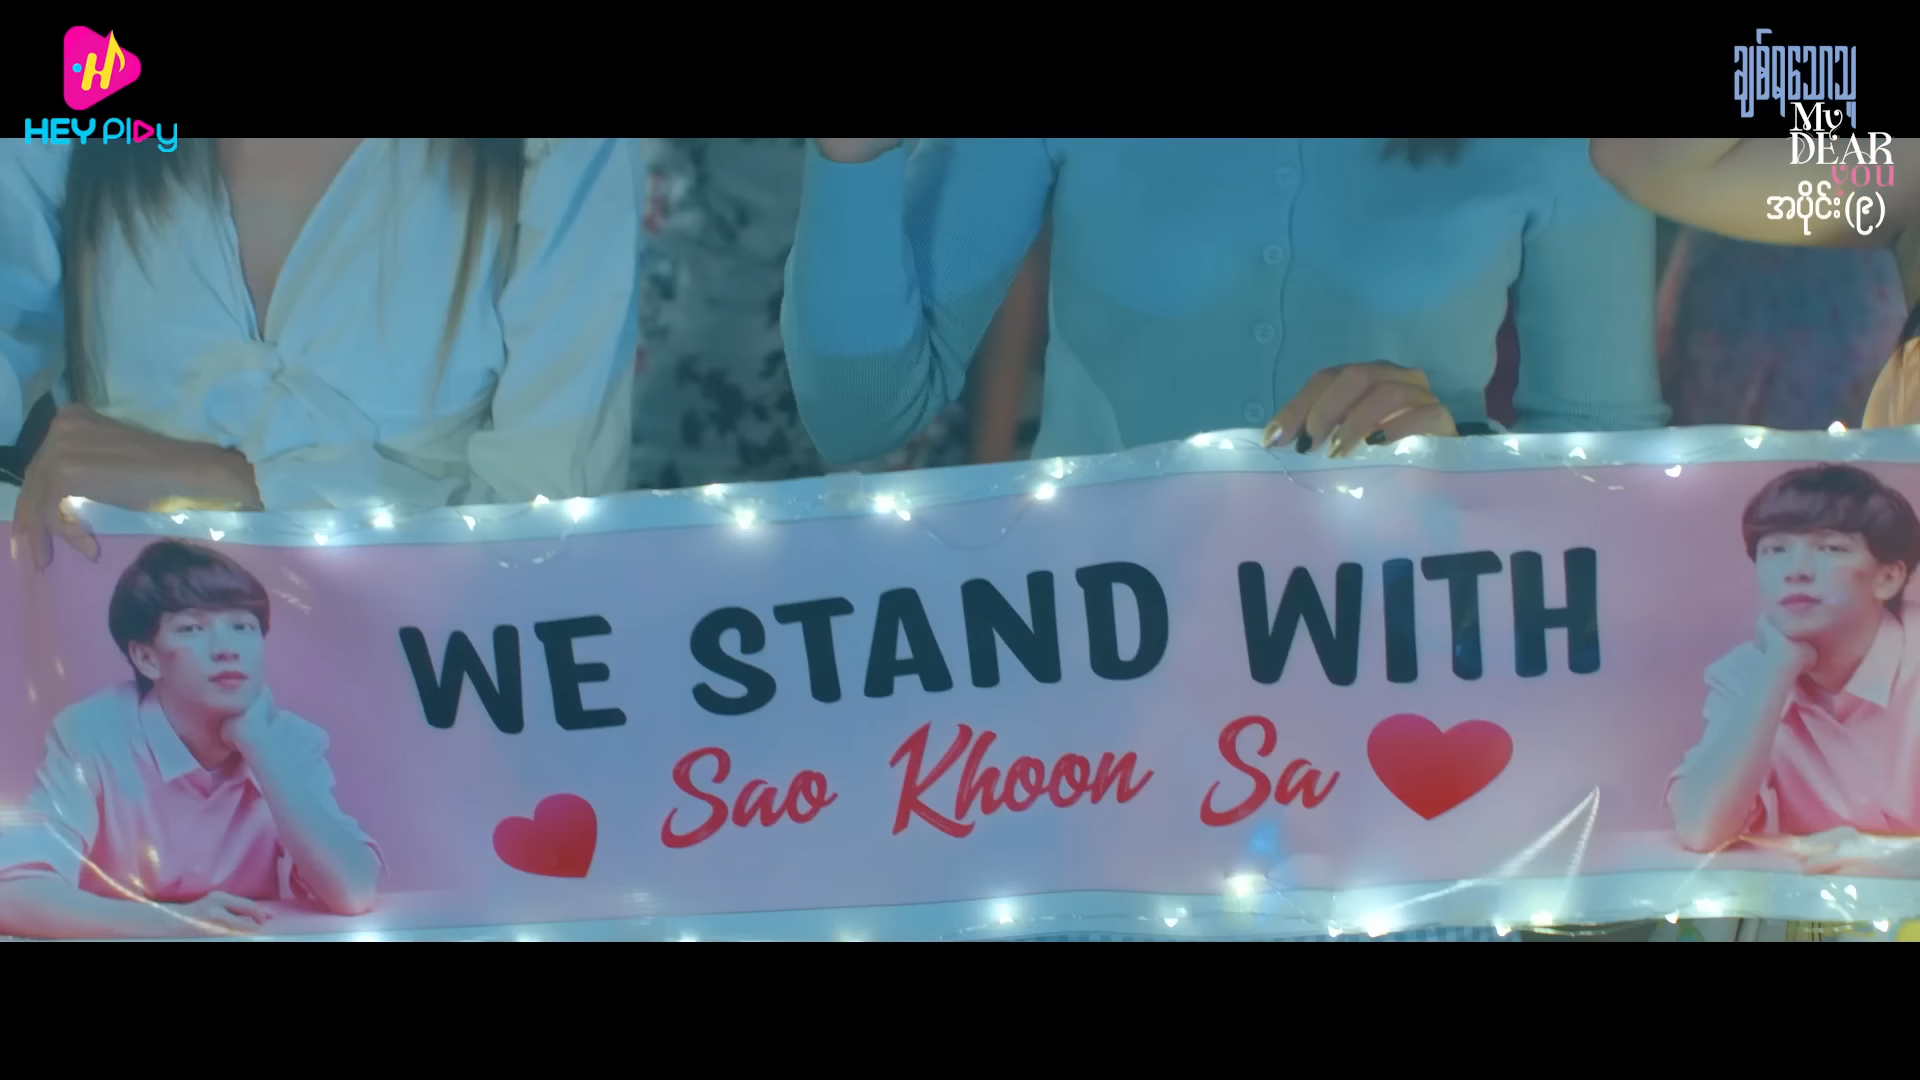 HEY Play
ချစ်ရသောသူ
My
DEAR
you
အပိုင်း(၉)
WE STAND WITH
Sao Khoon Sa